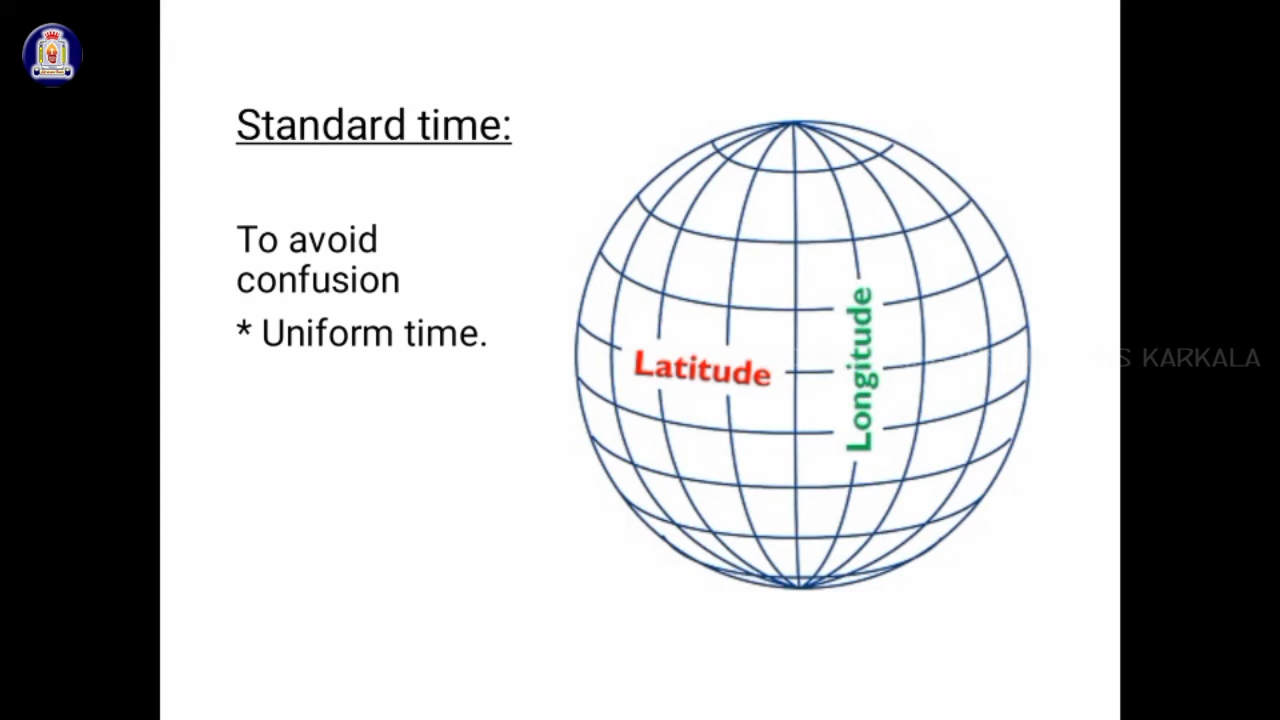 Standard time:
To avoid
confusion
* Uniform time.
Latitude
Longitude
S KARKALA